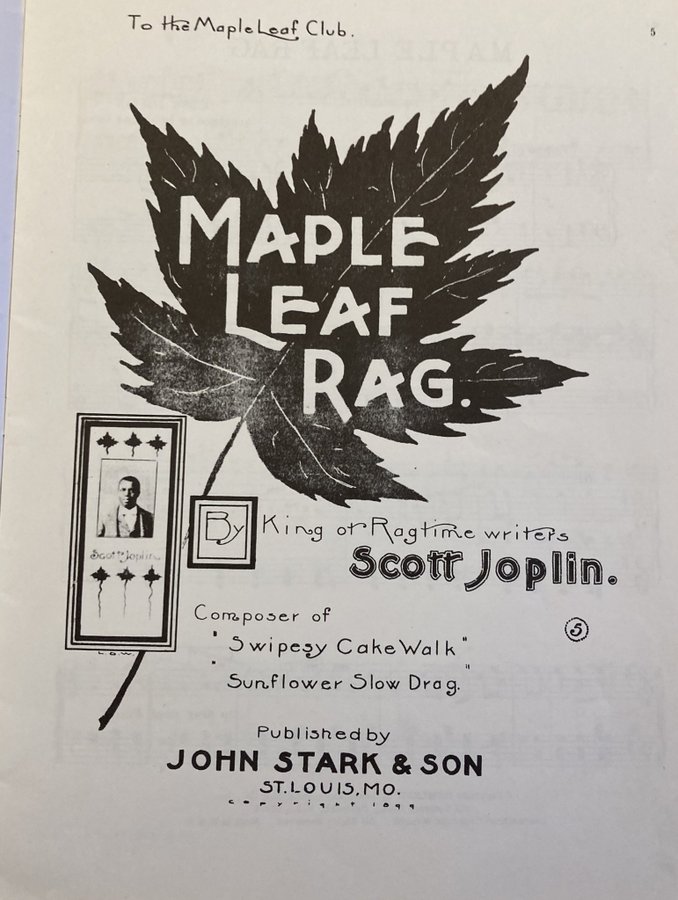 To the Maple Leaf Club.
5
MAPLE
LEAF
RAG.
Scott Joplin
By King of Ragtime writers
Scott Joplin.
Composer of
"Swipesy Cake Walk"
"Sunflower Slow Drag."
5
Published by
JOHN STARK & SON
ST. LOUIS, MO.
copyright 1899